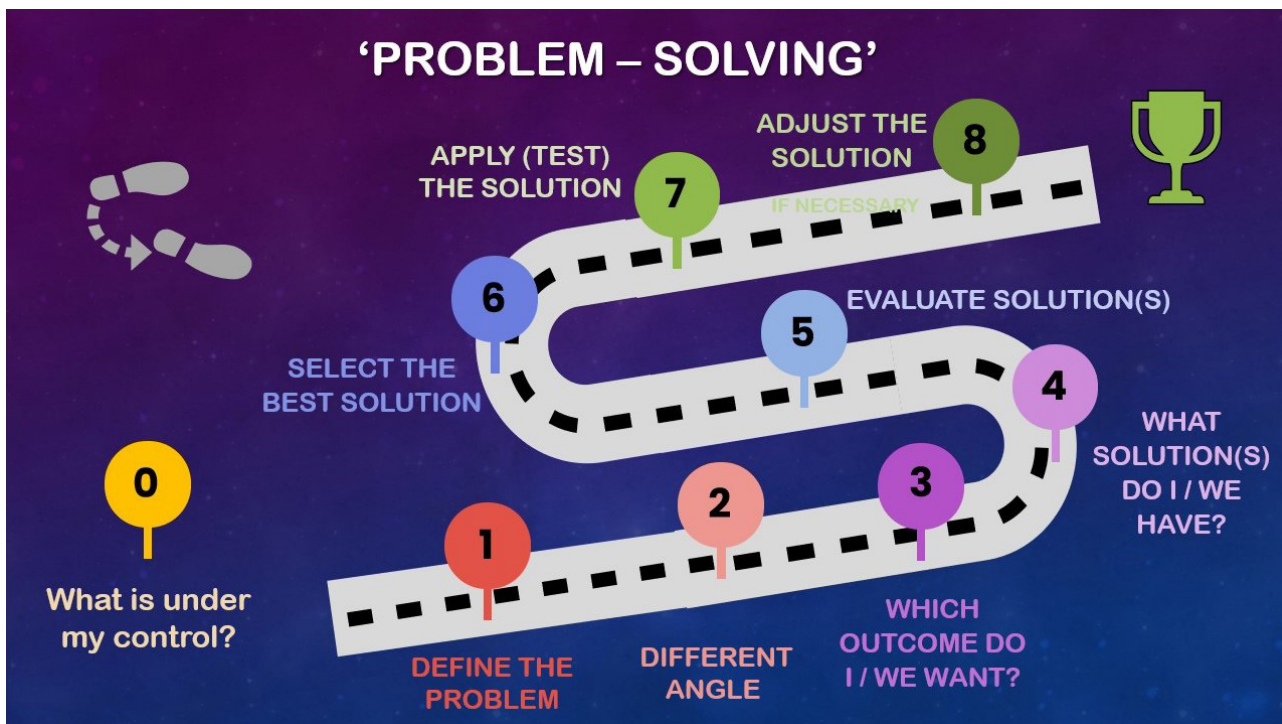 ‘PROBLEM – SOLVING’
0
What is under
my control?
1
DEFINE THE
PROBLEM
2
DIFFERENT
ANGLE
3
WHICH
OUTCOME DO
I / WE WANT?
4
WHAT
SOLUTION(S)
DO I / WE
HAVE?
5
EVALUATE SOLUTION(S)
6
SELECT THE
BEST SOLUTION
7
APPLY (TEST)
THE SOLUTION
8
ADJUST THE
SOLUTION
IF NECESSARY